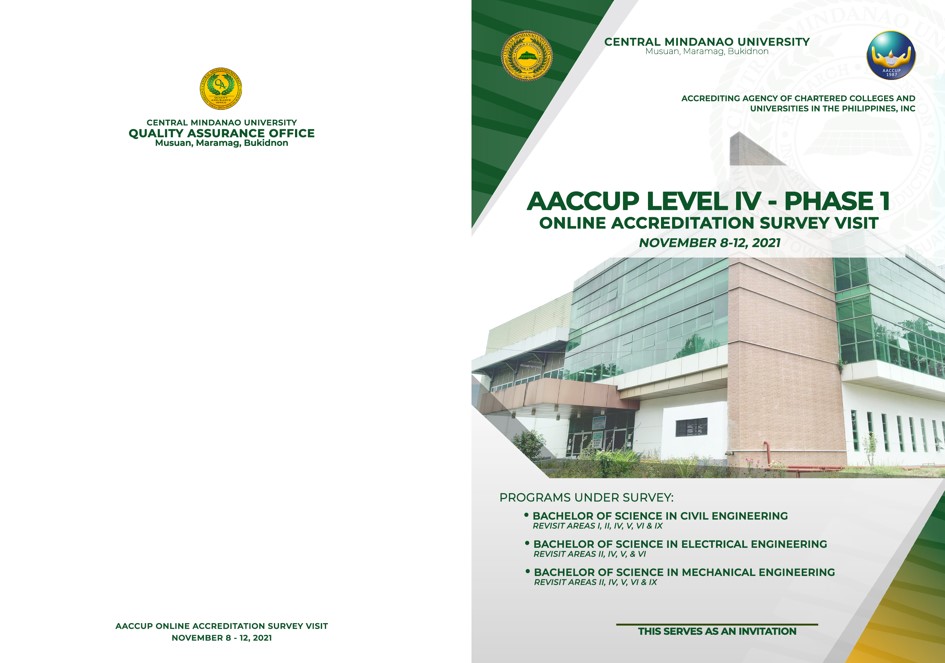 CENTRAL MINDANAO UNIVERSITY
QUALITY ASSURANCE OFFICE
Musuan, Maramag, Bukidnon
AACCUP ONLINE ACCREDITATION SURVEY VISIT
NOVEMBER 8 - 12, 2021
CENTRAL MINDANAO UNIVERSITY
Musuan, Maramag, Bukidnon
AACCUP
1987
ACCREDITING AGENCY OF CHARTERED COLLEGES AND
UNIVERSITIES IN THE PHILIPPINES, INC
AACCUP LEVEL IV - PHASE 1
ONLINE ACCREDITATION SURVEY VISIT
NOVEMBER 8-12, 2021
PROGRAMS UNDER SURVEY:
• BACHELOR OF SCIENCE IN CIVIL ENGINEERING
REVISIT AREAS I, II, IV, V, VI & IX
• BACHELOR OF SCIENCE IN ELECTRICAL ENGINEERING
REVISIT AREAS II, IV, V, & VI
• BACHELOR OF SCIENCE IN MECHANICAL ENGINEERING
REVISIT AREAS II, IV, V, VI & IX
THIS SERVES AS AN INVITATION